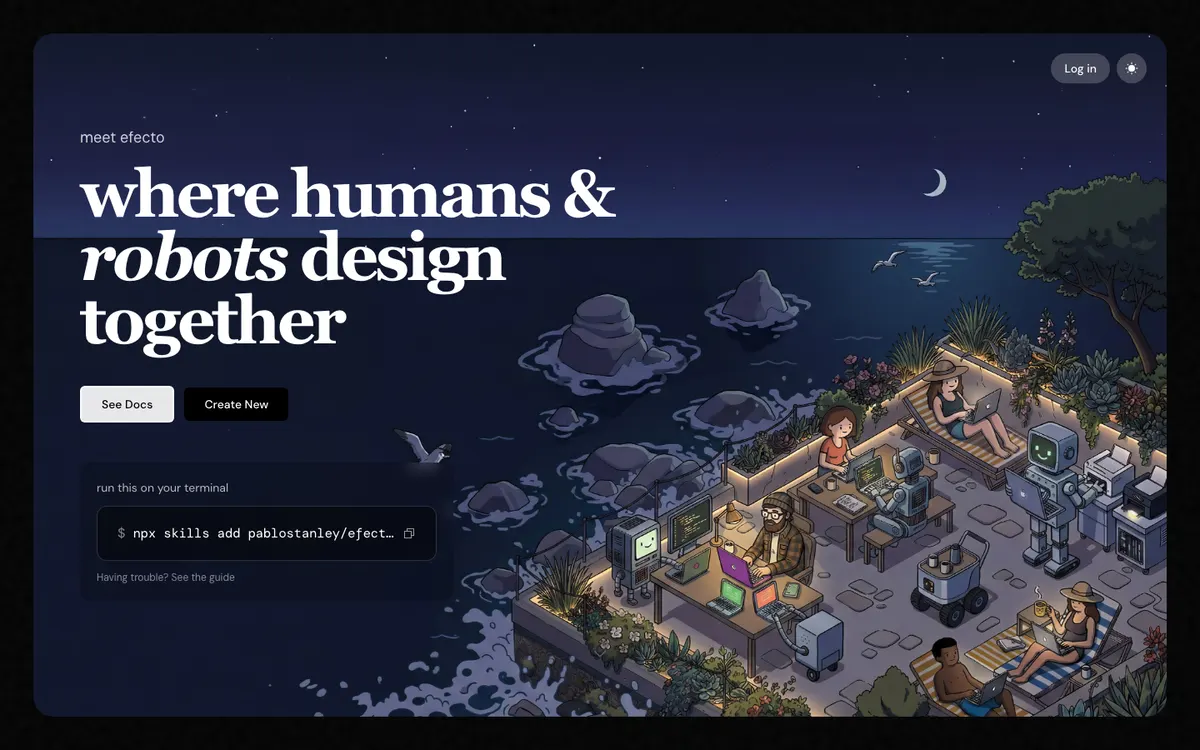 Log in
meet efecto
where humans &
robots design
together
See Docs
Create New
run this on your terminal
$ npx skills add pablostanley/efect…
Having trouble? See the guide